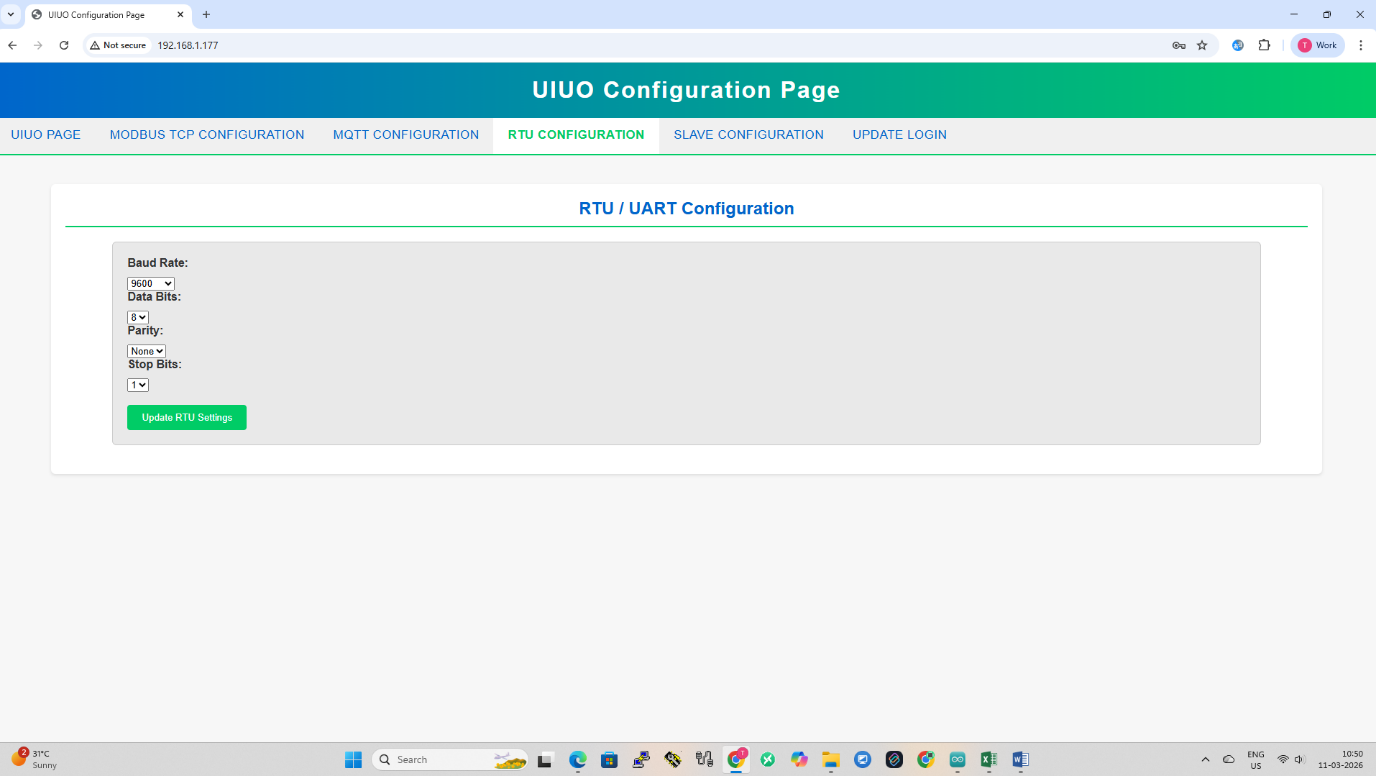 UIUO Configuration Page
Not secure
192.168.1.177
T
Work
UIUO Configuration Page
UIUO PAGE
MODBUS TCP CONFIGURATION
MQTT CONFIGURATION
RTU CONFIGURATION
SLAVE CONFIGURATION
UPDATE LOGIN
RTU / UART Configuration
Baud Rate:
9600
Data Bits:
8
Parity:
None
Stop Bits:
1
Update RTU Settings
2
31°C
Sunny
Search
T
ENG
US
10:50
11-03-2026